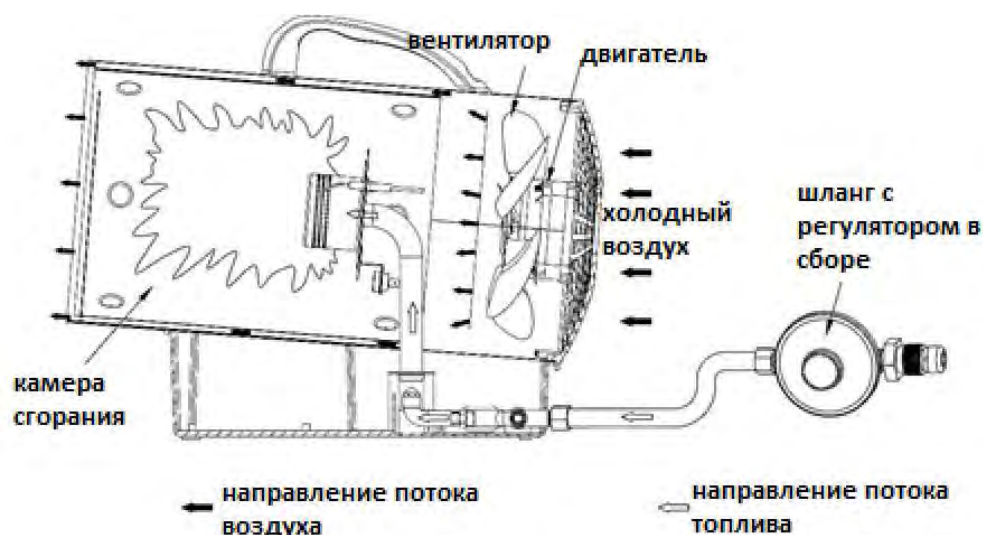 вентилятор
двигатель
холодный
воздух
шланг с
регулятором в
сборе
камера
сгорания
направление потока
воздуха
направление потока
топлива